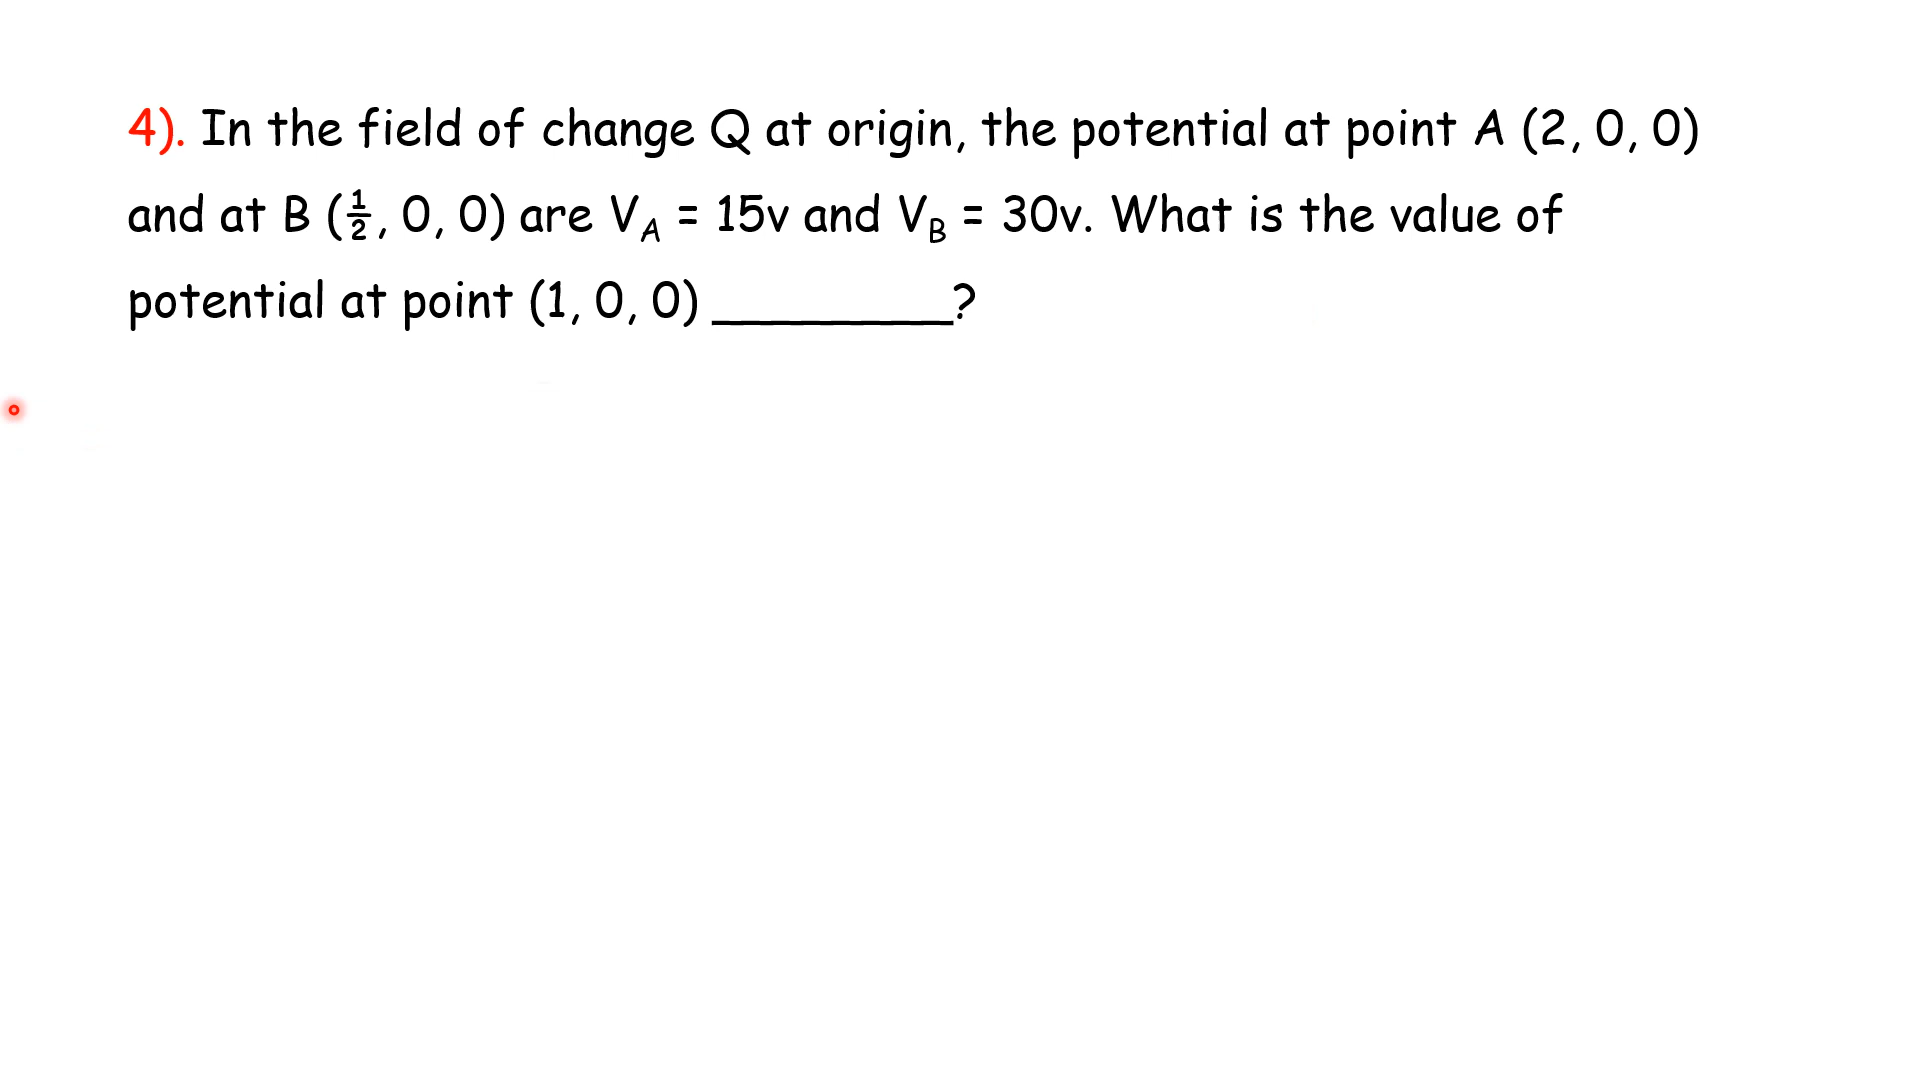 4). In the field of change Q at origin, the potential at point A (2, 0, 0)
and at B (½, 0, 0) are V_A = 15v and V_B = 30v. What is the value of
potential at point (1, 0, 0) __________?